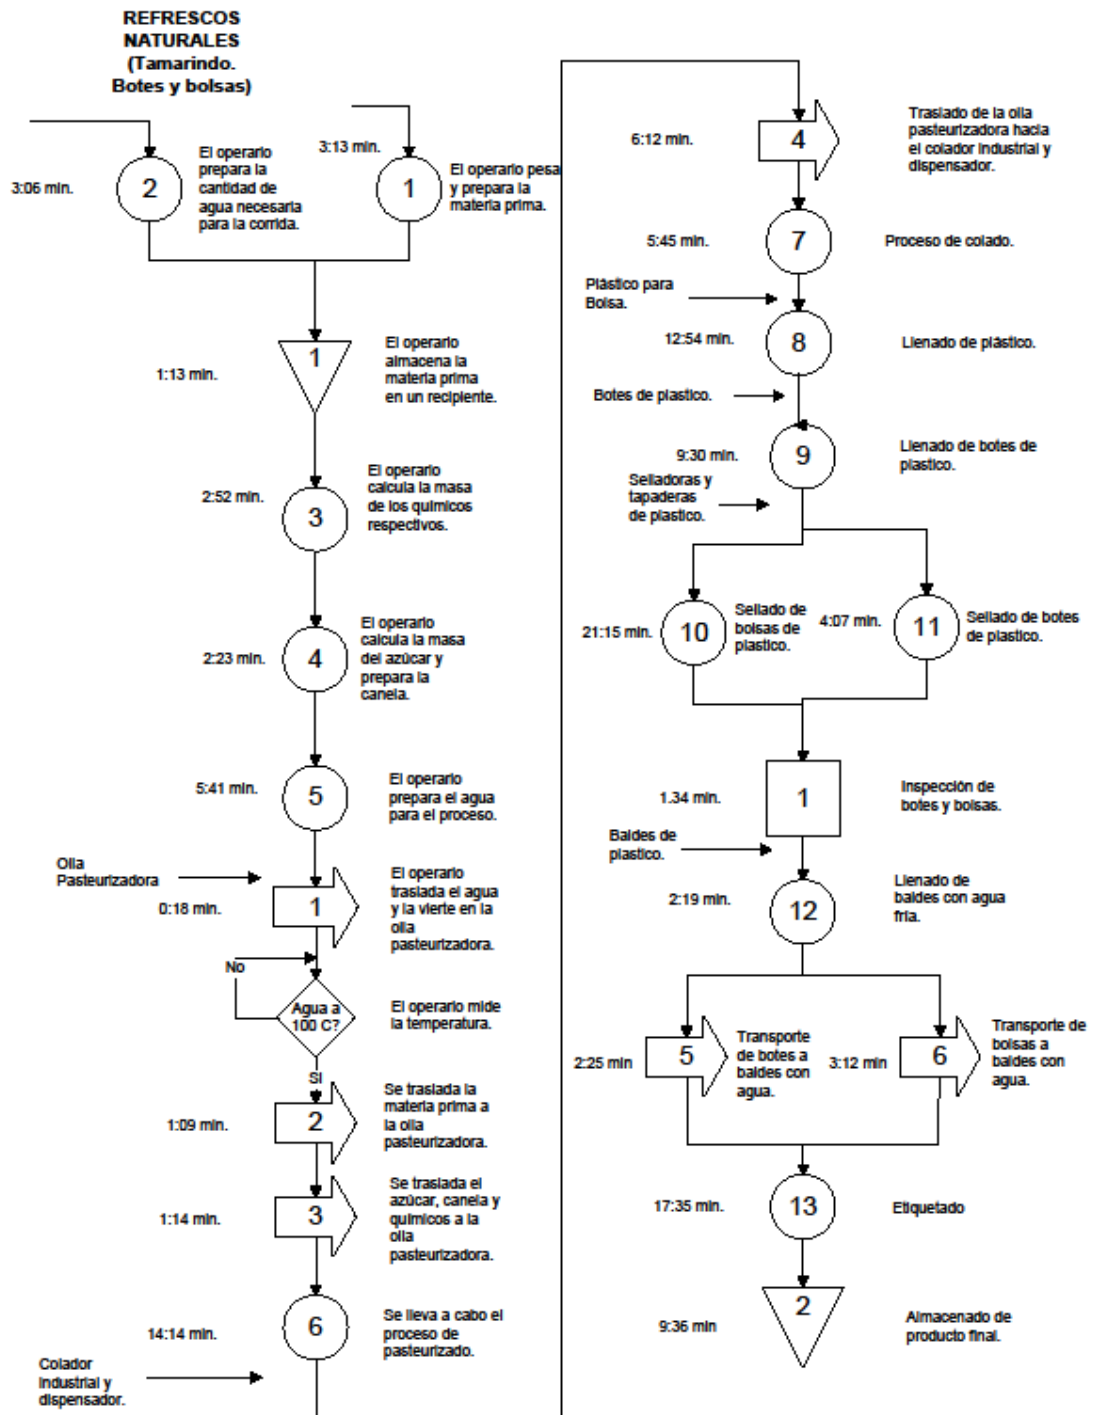 REFRESCOS
NATURALES
(Tamarindo.
Botes y bolsas)
3:06 min.
2
El operario
prepara la
cantidad de
agua necesaria
para la corrida.
3:13 min.
1
El operario pesa
y prepara la
materia prima.
1:13 min.
1
El operario
almacena la
materia prima
en un recipiente.
2:52 min.
3
El operario
calcula la masa
de los químicos
respectivos.
2:23 min.
4
El operario
calcula la masa
del azúcar y
prepara la
canela.
5:41 min.
5
El operario
prepara el agua
para el proceso.
Olla
Pasteurizadora
0:18 min.
1
El operario
traslada el agua
y la vierte en la
olla
pasteurizadora.
No
Agua a
100 C?
El operario mide
la temperatura.
Si
1:09 min.
2
Se traslada la
materia prima a
la olla
pasteurizadora.
1:14 min.
3
Se traslada el
azúcar, canela y
químicos a la
olla
pasteurizadora.
14:14 min.
6
Se lleva a cabo el
proceso de
pasteurizado.
Colador
Industrial y
dispensador.
6:12 min.
4
Traslado de la olla
pasteurizadora hacia
el colador industrial y
dispensador.
5:45 min.
7
Proceso de colado.
Plástico para
Bolsa.
12:54 min.
8
Llenado de plástico.
Botes de plastico.
9:30 min.
9
Llenado de botes de
plastico.
Selladoras y
tapaderas
de plastico.
21:15 min.
10
Sellado de
bolsas de
plastico.
4:07 min.
11
Sellado de botes
de plastico.
1.34 min.
1
Inspección de
botes y bolsas.
Baldes de
plastico.
2:19 min.
12
Llenado de
baldes con agua
fria.
2:25 min
5
Transporte
de botes a
baldes con
agua.
3:12 min
6
Transporte de
bolsas a
baldes con
agua.
17:35 min.
13
Etiquetado
9:36 min
2
Almacenado de
producto final.